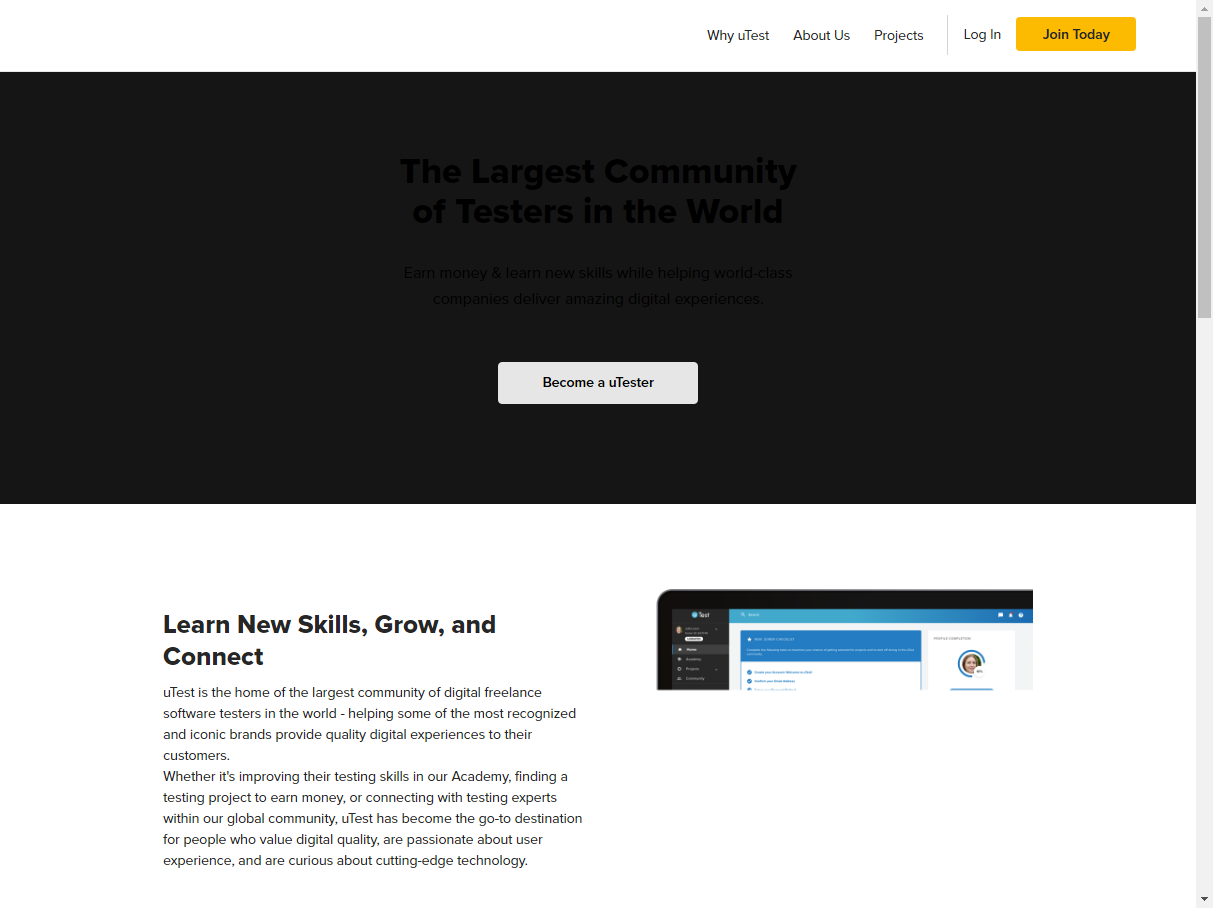 Why uTest
About Us
Projects
Log In
Join Today
The Largest Community
of Testers in the World
Earn money & learn new skills while helping world-class
companies deliver amazing digital experiences.
Become a uTester
Learn New Skills, Grow, and
Connect
uTest is the home of the largest community of digital freelance
software testers in the world - helping some of the most recognized
and iconic brands provide quality digital experiences to their
customers.
Whether it's improving their testing skills in our Academy, finding a
testing project to earn money, or connecting with testing experts
within our global community, uTest has become the go-to destination
for people who value digital quality, are passionate about user
experience, and are curious about cutting-edge technology.
Test
Search
Home
Academy
Projects
Community
PROFILE COMPLETION